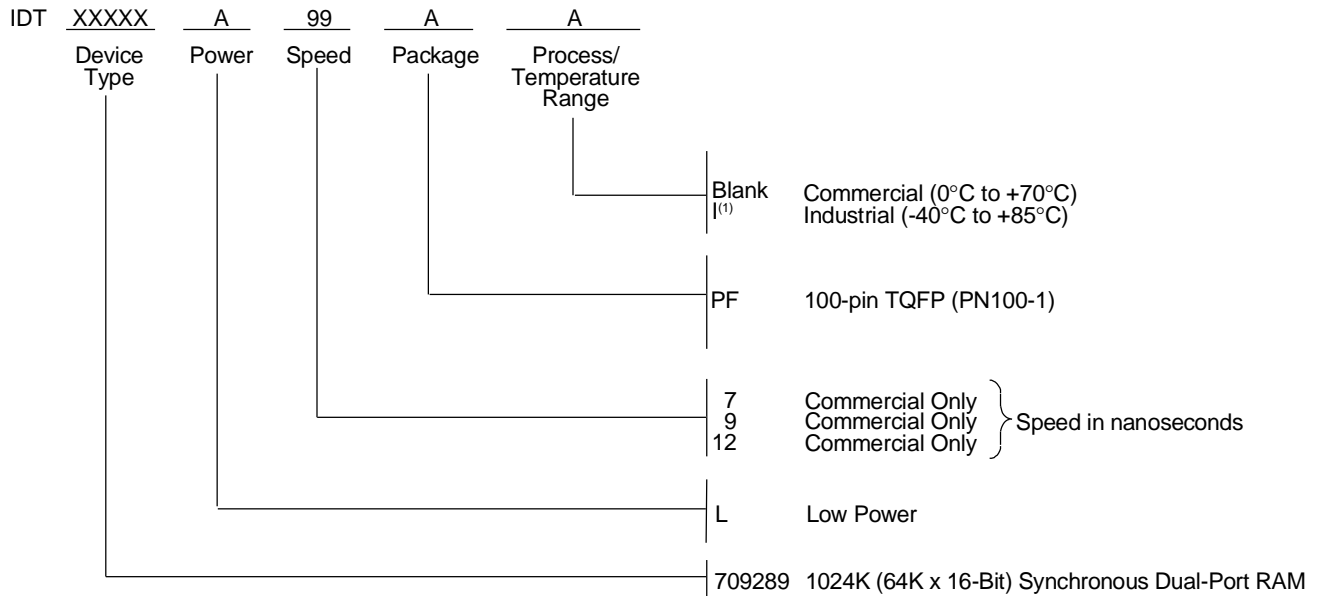 IDT XXXXX A 99 A A
Device Type Power Speed Package Process/ Temperature Range
Blank Commercial (0°C to +70°C)
I(1) Industrial (-40°C to +85°C)
PF 100-pin TQFP (PN100-1)
7 Commercial Only
9 Commercial Only Speed in nanoseconds
12 Commercial Only
L Low Power
709289 1024K (64K x 16-Bit) Synchronous Dual-Port RAM